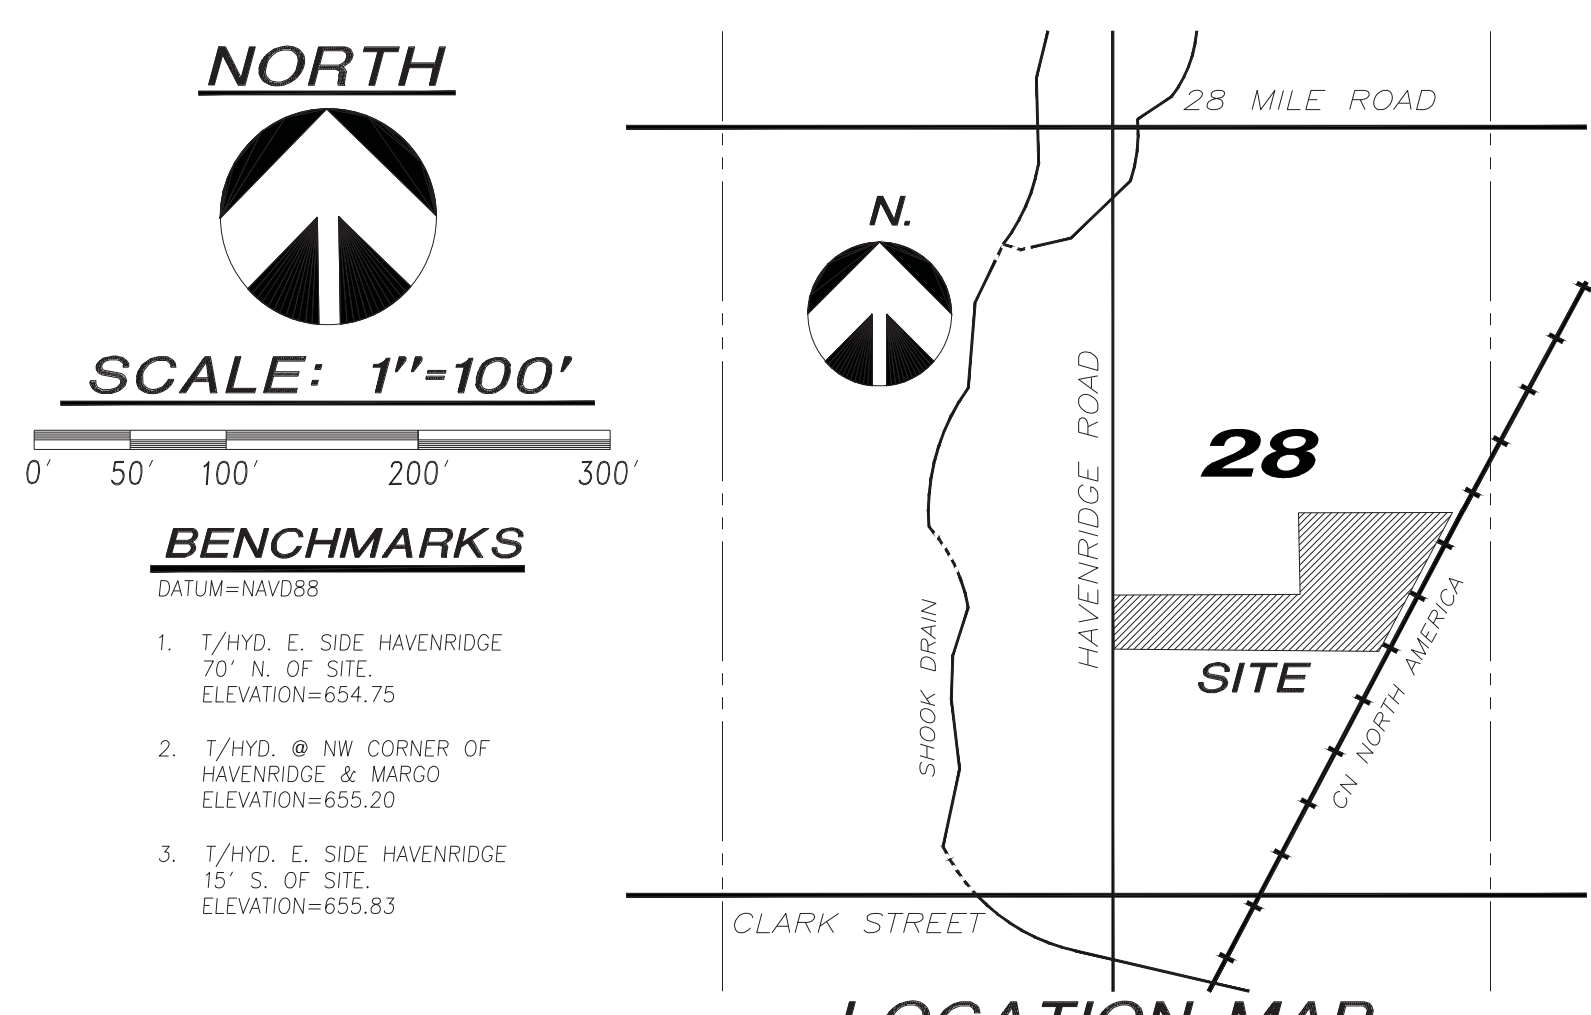 NORTH
SCALE: 1"=100'
0' 50' 100' 200' 300'
BENCHMARKS
DATUM=NAVD88
1. T/HYD. E. SIDE HAVENRIDGE
70' N. OF SITE.
ELEVATION=654.75
2. T/HYD. @ NW CORNER OF
HAVENRIDGE & MARGO
ELEVATION=655.20
3. T/HYD. E. SIDE HAVENRIDGE
15' S. OF SITE.
ELEVATION=655.83
28 MILE ROAD
N.
HAVENRIDGE ROAD
28
SHOOK DRAIN
SITE
CN NORTH AMERICA
CLARK STREET
LOCATION MAP